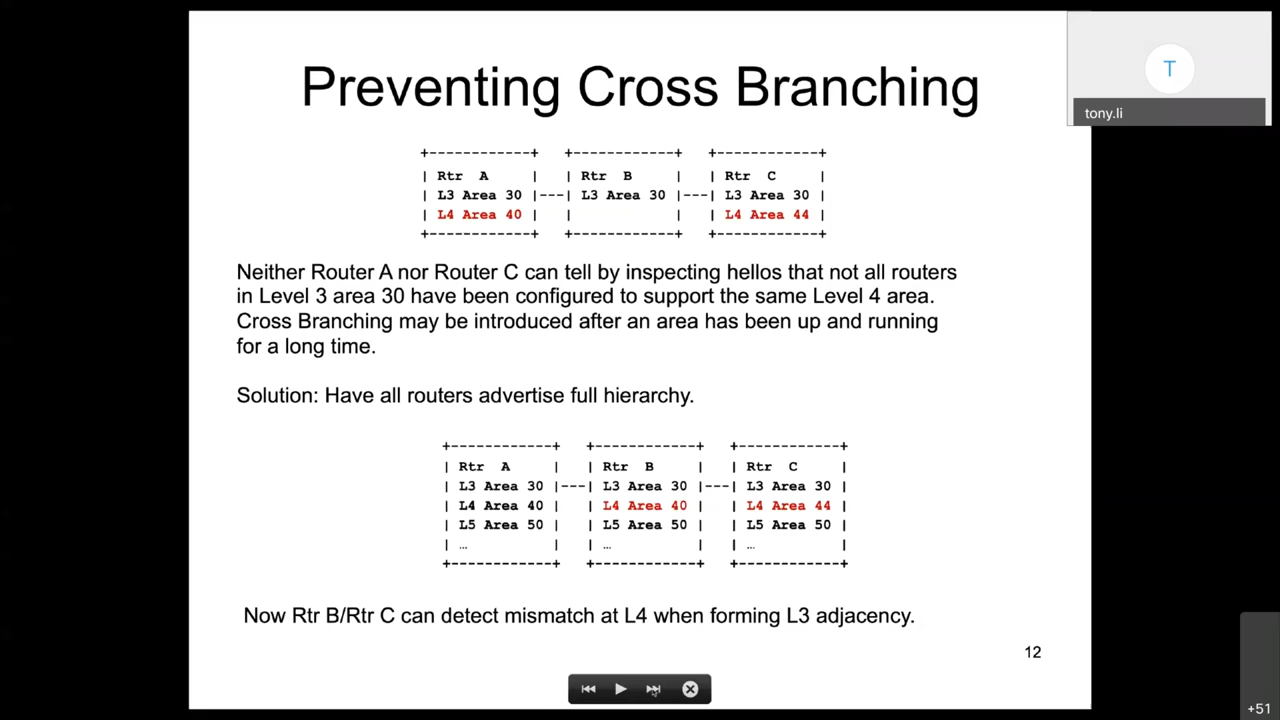 Preventing Cross Branching
T
tony.li
+------------+   +------------+   +------------+
| Rtr  A     |   | Rtr  B     |   | Rtr  C     |
| L3 Area 30 |---| L3 Area 30 |---| L3 Area 30 |
| L4 Area 40 |   |            |   | L4 Area 44 |
+------------+   +------------+   +------------+
Neither Router A nor Router C can tell by inspecting hellos that not all routers
in Level 3 area 30 have been configured to support the same Level 4 area.
Cross Branching may be introduced after an area has been up and running
for a long time.
Solution: Have all routers advertise full hierarchy.
+------------+   +------------+   +------------+
| Rtr  A     |   | Rtr  B     |   | Rtr  C     |
| L3 Area 30 |---| L3 Area 30 |---| L3 Area 30 |
| L4 Area 40 |   | L4 Area 40 |   | L4 Area 44 |
| L5 Area 50 |   | L5 Area 50 |   | L5 Area 50 |
| …          |   | …          |   | …          |
+------------+   +------------+   +------------+
Now Rtr B/Rtr C can detect mismatch at L4 when forming L3 adjacency.
12
+51